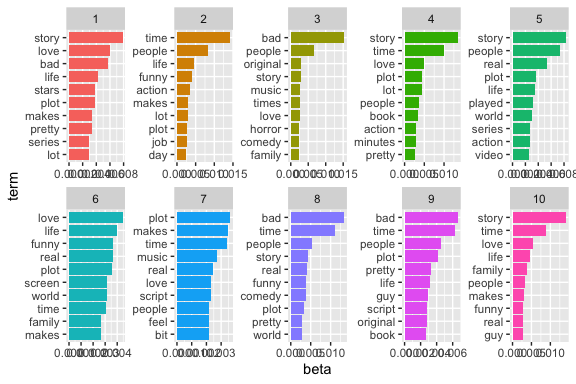 1
story
love
bad
life
stars
plot
makes
pretty
series
lot
2
time
people
life
funny
action
makes
lot
plot
job
day
3
bad
people
original
story
music
times
love
horror
comedy
family
4
story
time
love
plot
lot
people
book
action
minutes
pretty
5
story
people
real
plot
life
played
world
series
action
video
6
love
life
funny
real
plot
screen
world
time
family
makes
7
plot
makes
time
music
real
love
script
people
feel
bit
8
bad
time
people
story
real
funny
comedy
plot
pretty
world
9
bad
time
people
plot
pretty
life
guy
script
original
book
10
story
time
love
life
family
people
makes
funny
real
guy
term
beta